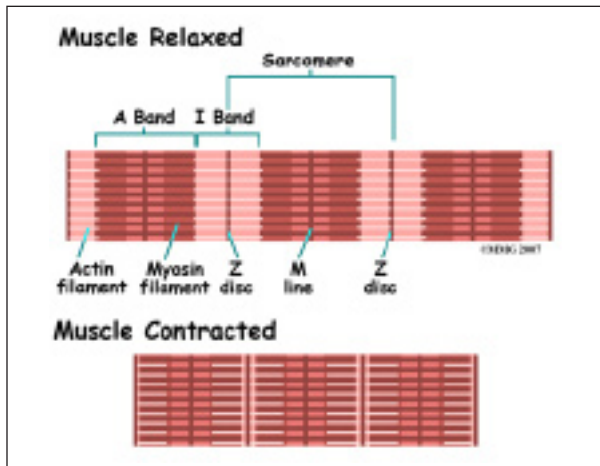 Muscle Relaxed
Sarcomere
A Band I Band
Actin filament
Myosin filament
Z disc
M line
Z disc
Muscle Contracted